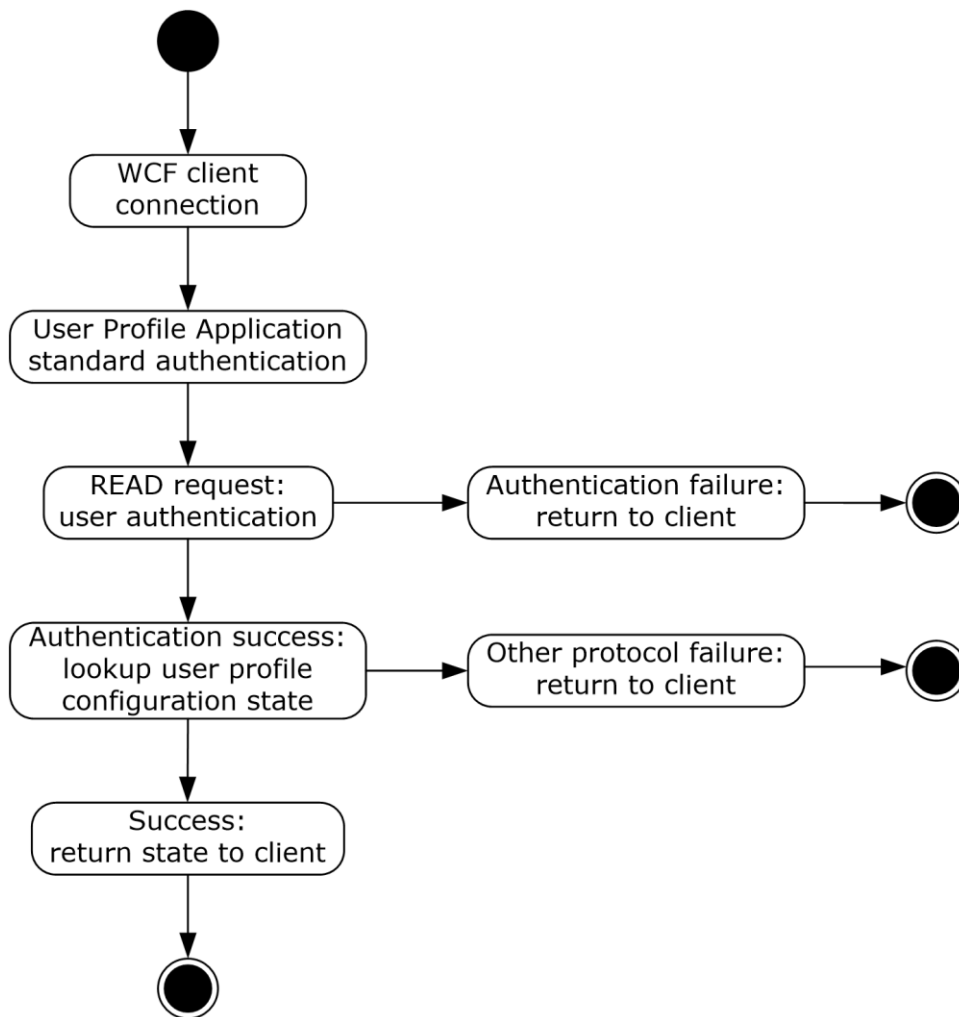 WCF client
connection
User Profile Application
standard authentication
READ request:
user authentication
Authentication failure:
return to client
Authentication success:
lookup user profile
configuration state
Other protocol failure:
return to client
Success:
return state to client